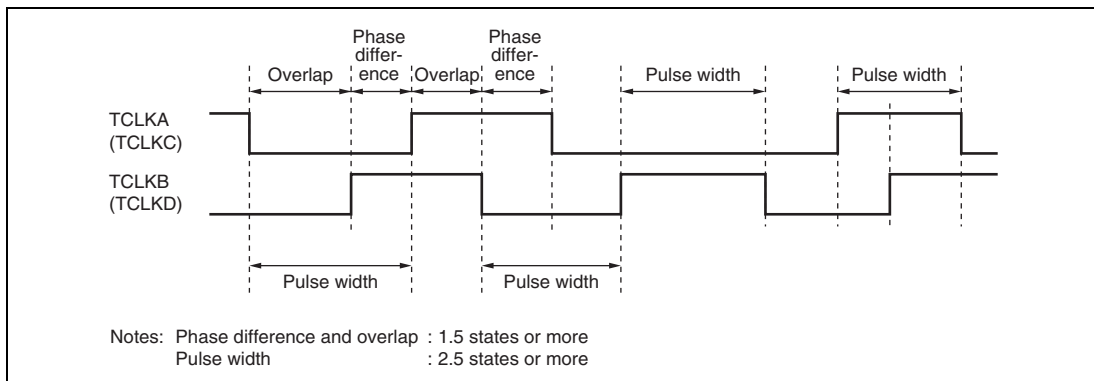 Phase
differ-
ence
Phase
differ-
ence
Overlap
Overlap
Pulse width
Pulse width
TCLKA
(TCLKC)
TCLKB
(TCLKD)
Pulse width
Pulse width
Notes: Phase difference and overlap : 1.5 states or more
Pulse width : 2.5 states or more